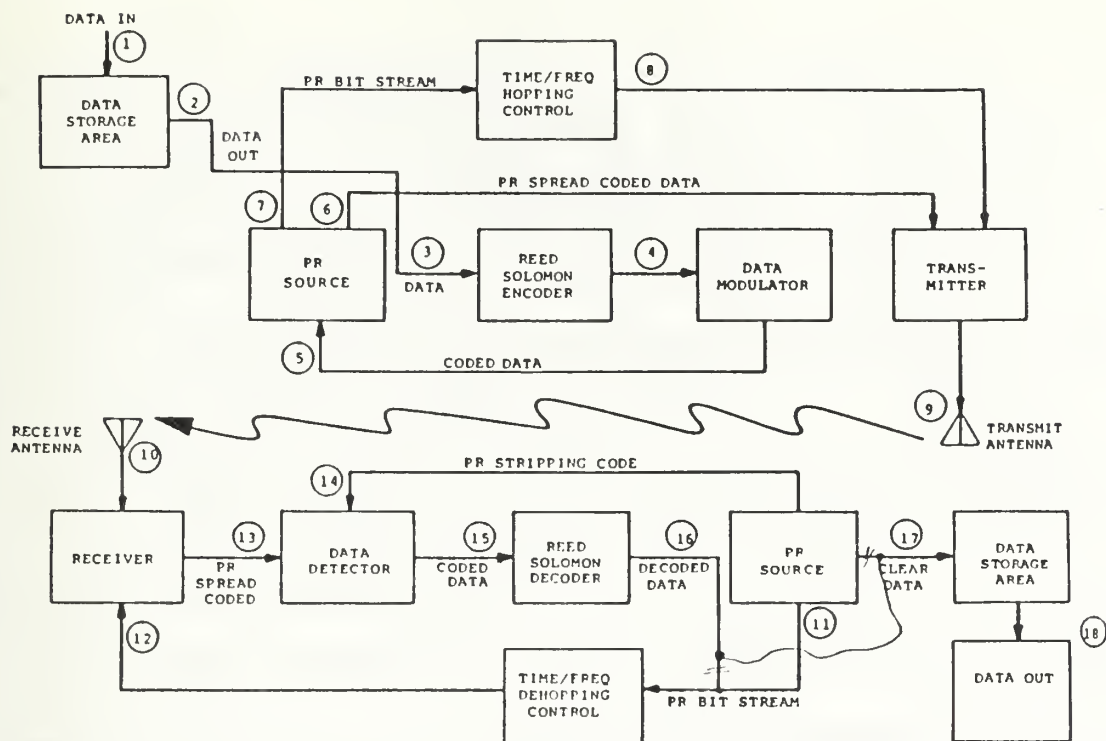 DATA IN
1
DATA
STORAGE
AREA
2
DATA
OUT
PR BIT STREAM
TIME/FREQ
HOPPING
CONTROL
8
PR SPREAD CODED DATA
7
6
PR
SOURCE
3
DATA
REED
SOLOMON
ENCODER
4
DATA
MODULATOR
TRANS-
MITTER
5
CODED DATA
9
TRANSMIT
ANTENNA
RECEIVE
ANTENNA
10
PR STRIPPING CODE
14
RECEIVER
13
PR
SPREAD
CODED
DATA
DETECTOR
15
CODED
DATA
REED
SOLOMON
DECODER
16
DECODED
DATA
PR
SOURCE
17
CLEAR
DATA
DATA
STORAGE
AREA
11
12
TIME/FREQ
DEHOPPING
CONTROL
PR BIT STREAM
18
DATA OUT